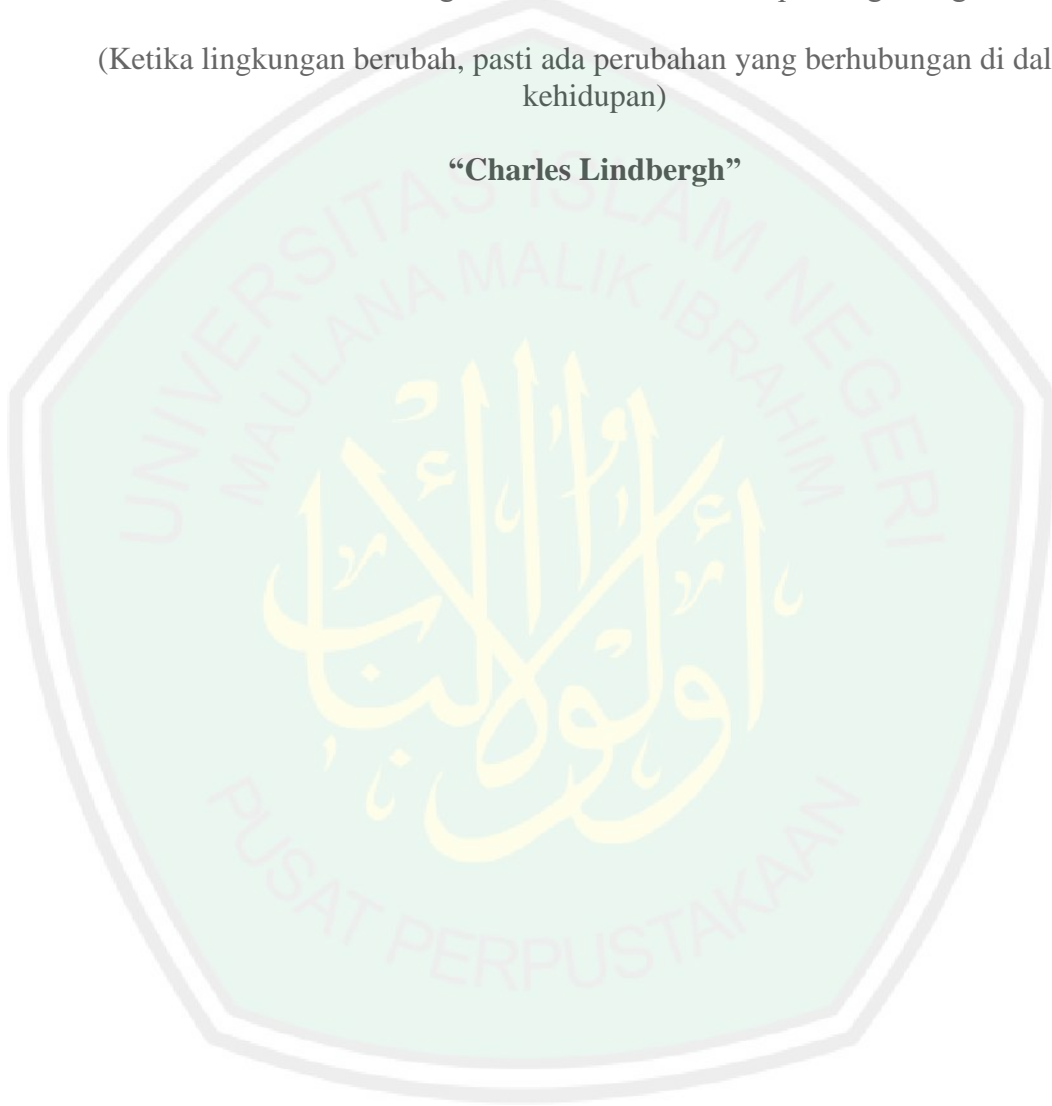 (Ketika lingkungan berubah, pasti ada perubahan yang berhubungan di dal
kehidupan)
“Charles Lindbergh”
UNIVERSITAS ISLAM NEGERI
MAULANA MALIK IBRAHIM
أولوا الألباب
PUSAT PERPUSTAKAAN